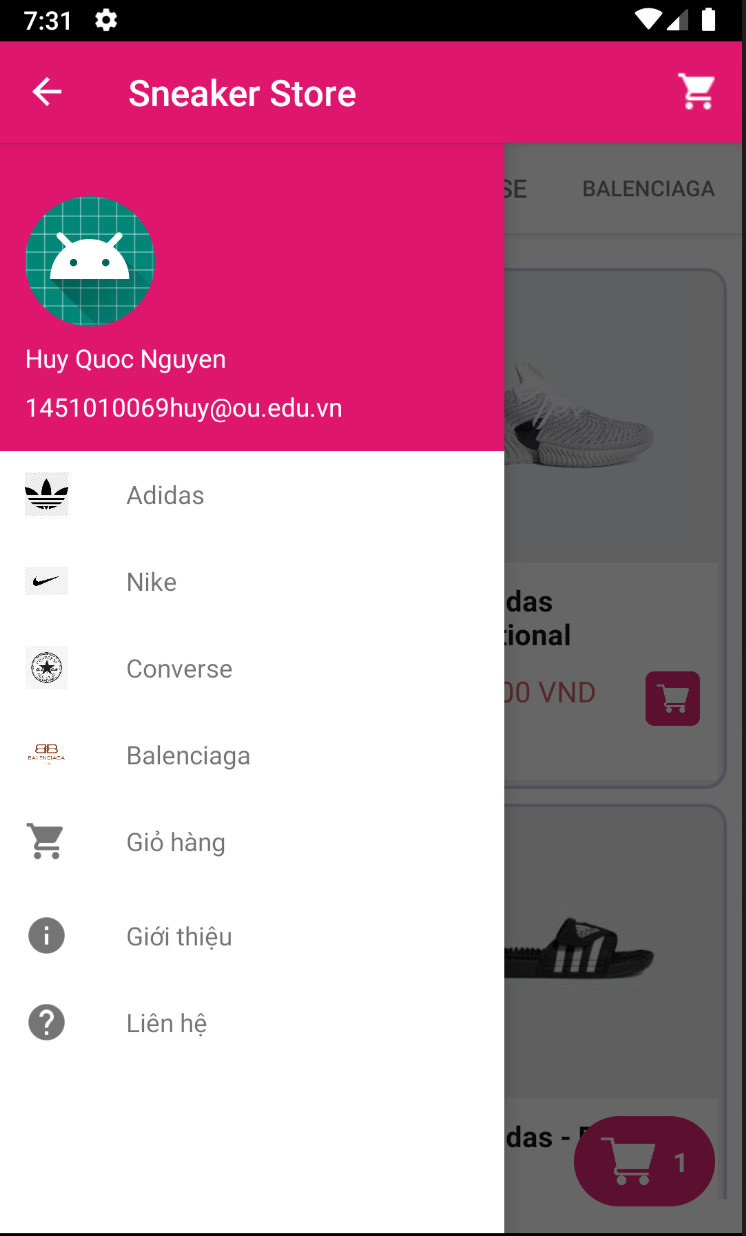 7:31
Sneaker Store
SE BALENCIAGA
Huy Quoc Nguyen
1451010069huy@ou.edu.vn
Adidas
Nike
Converse
BALENCIAGA
Balenciaga
Giỏ hàng
Giới thiệu
Liên hệ
das
tional
00 VND
das -
1